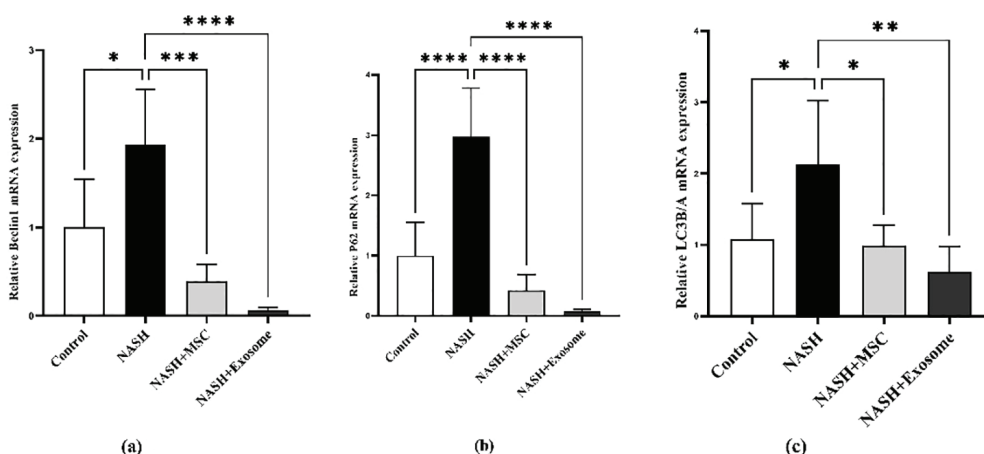 ****
* ***
Relative Beclin1 mRNA expression
3
2
1
0
Control
NASH
NASH+MSC
NASH+Exosome
(a)
****
**** ****
Relative P62 mRNA expression
4
3
2
1
0
Control
NASH
NASH+MSC
NASH+Exosome
(b)
**
* *
Relative LC3B/A mRNA expression
4
3
2
1
0
Control
NASH
NASH+MSC
NASH+Exosome
(c)